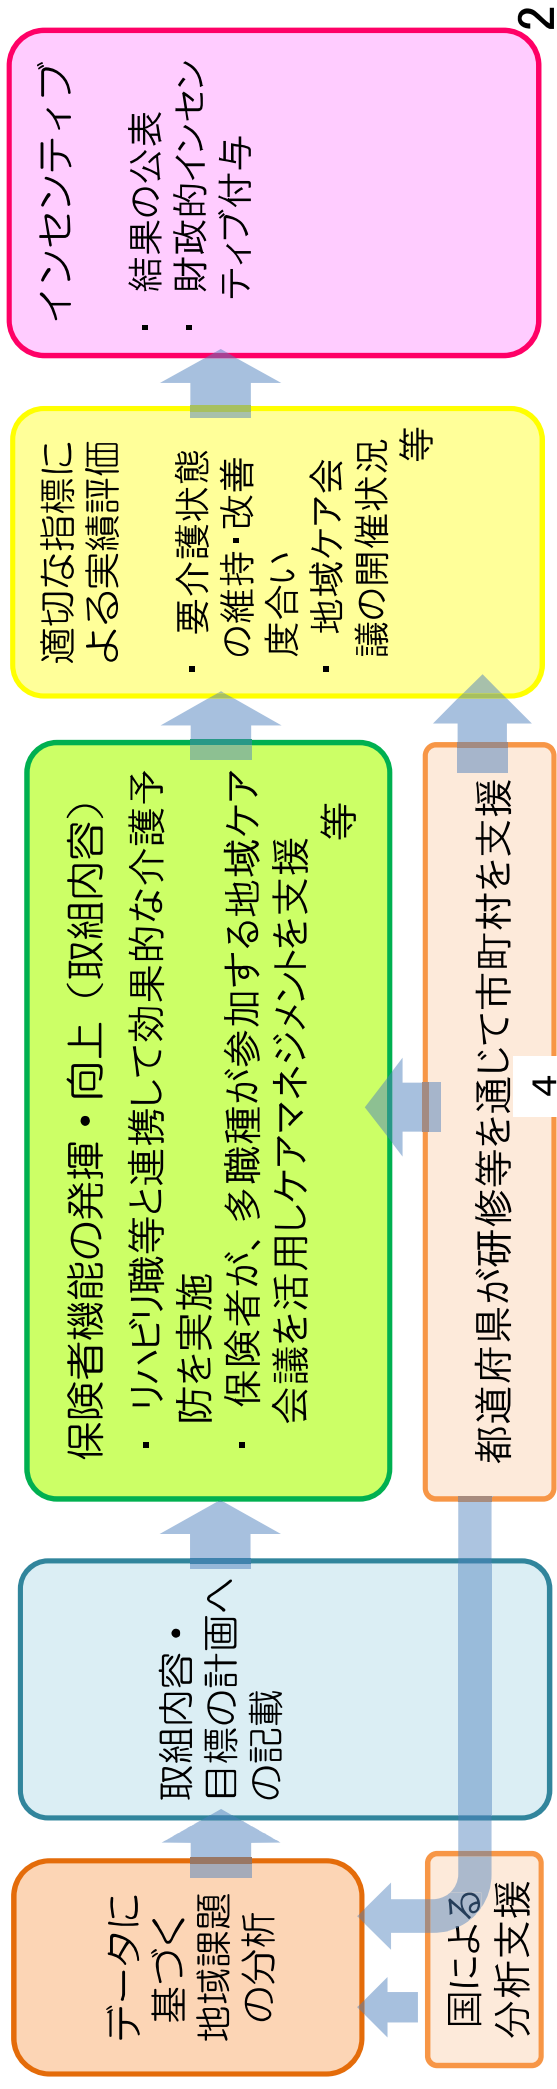 データに
基づく
地域課題
の分析
国による
分析支援
取組内容・
目標の計画へ
の記載
保険者機能の発揮・向上（取組内容）
・ リハビリ職等と連携して効果的な介護予
防を実施
・ 保険者が、多職種が参加する地域ケア
会議を活用しケアマネジメントを支援
等
都道府県が研修等を通じて市町村を支援
4
適切な指標に
よる実績評価
・ 要介護状態
の維持・改善
度合い
・ 地域ケア会
議の開催状況
等
インセンティブ
・ 結果の公表
・ 財政的インセン
ティブ付与
2